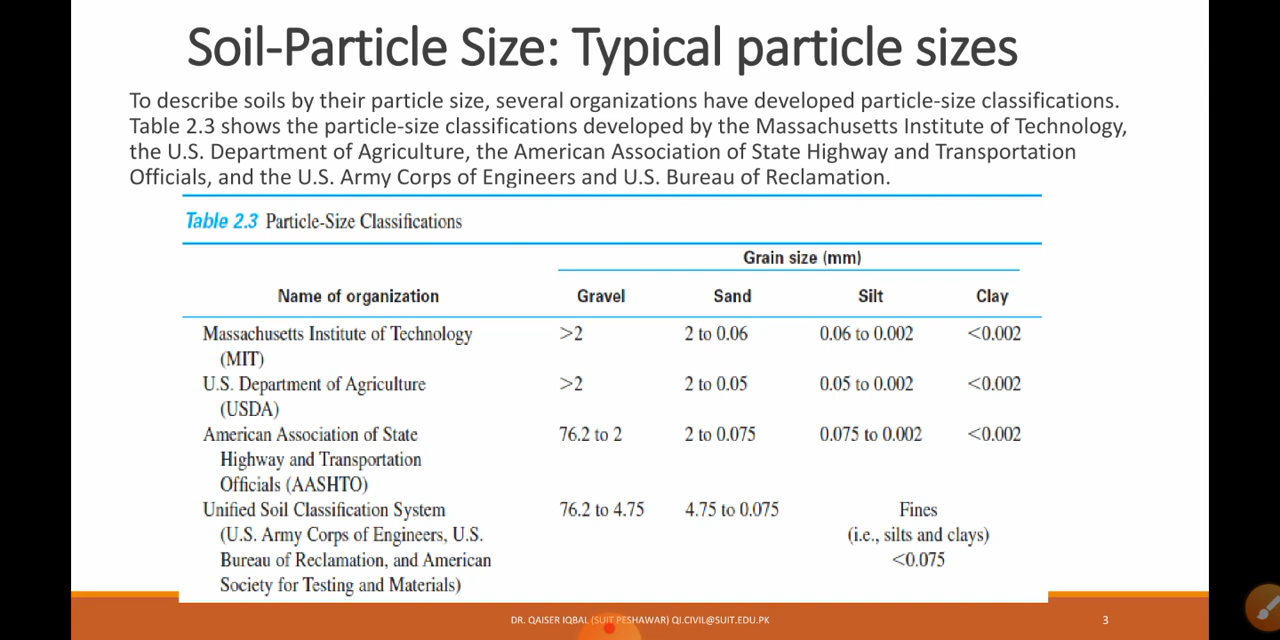 Soil-Particle Size: Typical particle sizes
To describe soils by their particle size, several organizations have developed particle-size classifications.
Table 2.3 shows the particle-size classifications developed by the Massachusetts Institute of Technology,
the U.S. Department of Agriculture, the American Association of State Highway and Transportation
Officials, and the U.S. Army Corps of Engineers and U.S. Bureau of Reclamation.
Table 2.3 Particle-Size Classifications
Grain size (mm)
Name of organization Gravel Sand Silt Clay
Massachusetts Institute of Technology >2 2 to 0.06 0.06 to 0.002 <0.002
(MIT)
U.S. Department of Agriculture >2 2 to 0.05 0.05 to 0.002 <0.002
(USDA)
American Association of State 76.2 to 2 2 to 0.075 0.075 to 0.002 <0.002
Highway and Transportation
Officials (AASHTO)
Unified Soil Classification System 76.2 to 4.75 4.75 to 0.075 Fines
(U.S. Army Corps of Engineers, U.S. (i.e., silts and clays)
Bureau of Reclamation, and American <0.075
Society for Testing and Materials)
DR. QAISER IQBAL (SUIT PESHAWAR) QI.CIVIL@SUIT.EDU.PK 3